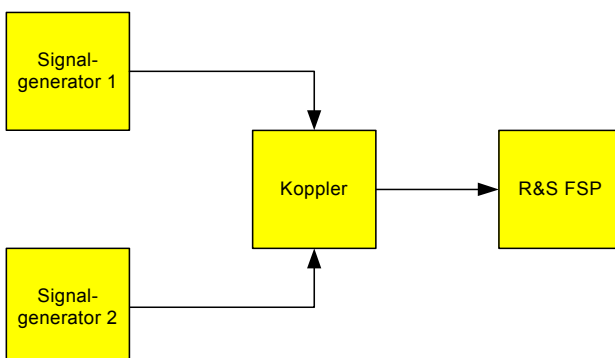 Signal-
generator 1
Koppler
R&S FSP
Signal-
generator 2